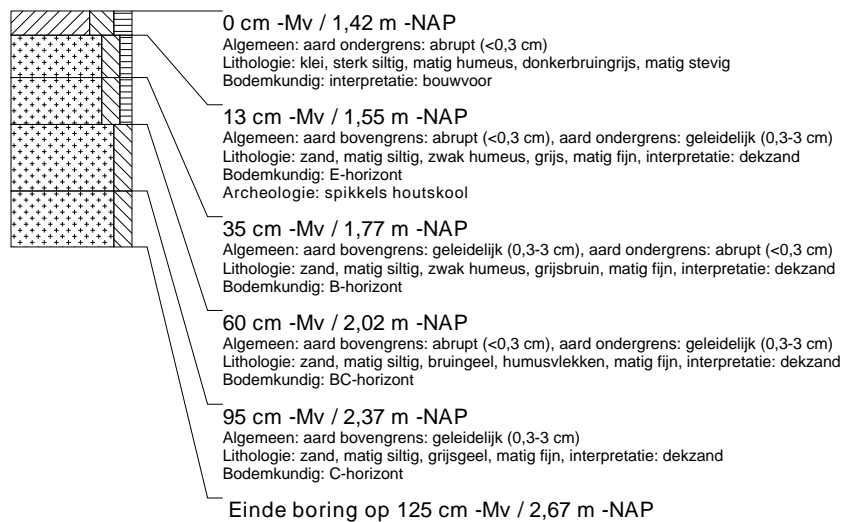 0 cm -Mv / 1,42 m -NAP
Algemeen: aard ondergrens: abrupt (<0,3 cm)
Lithologie: klei, sterk siltig, matig humeus, donkerbruingrijs, matig stevig
Bodemkundig: interpretatie: bouwvoor
13 cm -Mv / 1,55 m -NAP
Algemeen: aard bovengrens: abrupt (<0,3 cm), aard ondergrens: geleidelijk (0,3-3 cm)
Lithologie: zand, matig siltig, zwak humeus, grijs, matig fijn, interpretatie: dekzand
Bodemkundig: E-horizont
Archeologie: spikkels houtskool
35 cm -Mv / 1,77 m -NAP
Algemeen: aard bovengrens: geleidelijk (0,3-3 cm), aard ondergrens: abrupt (<0,3 cm)
Lithologie: zand, matig siltig, zwak humeus, grijsbruin, matig fijn, interpretatie: dekzand
Bodemkundig: B-horizont
60 cm -Mv / 2,02 m -NAP
Algemeen: aard bovengrens: abrupt (<0,3 cm), aard ondergrens: geleidelijk (0,3-3 cm)
Lithologie: zand, matig siltig, bruingeel, humusvlekken, matig fijn, interpretatie: dekzand
Bodemkundig: BC-horizont
95 cm -Mv / 2,37 m -NAP
Algemeen: aard bovengrens: geleidelijk (0,3-3 cm)
Lithologie: zand, matig siltig, grijsgeel, matig fijn, interpretatie: dekzand
Bodemkundig: C-horizont
Einde boring op 125 cm -Mv / 2,67 m -NAP